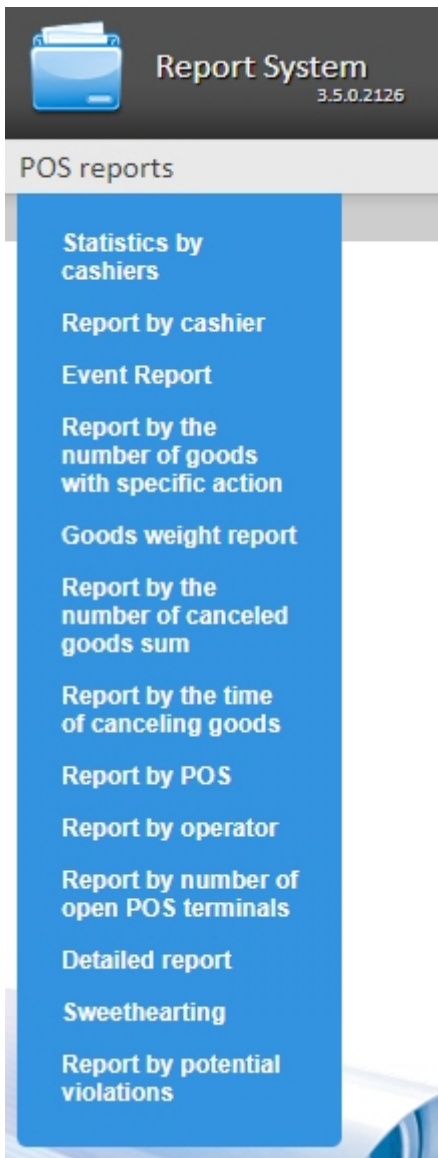 Report System
3.5.0.2126
POS reports
Statistics by
cashiers
Report by cashier
Event Report
Report by the
number of goods
with specific action
Goods weight report
Report by the
number of canceled
goods sum
Report by the time
of canceling goods
Report by POS
Report by operator
Report by number of
open POS terminals
Detailed report
Sweethearting
Report by potential
violations